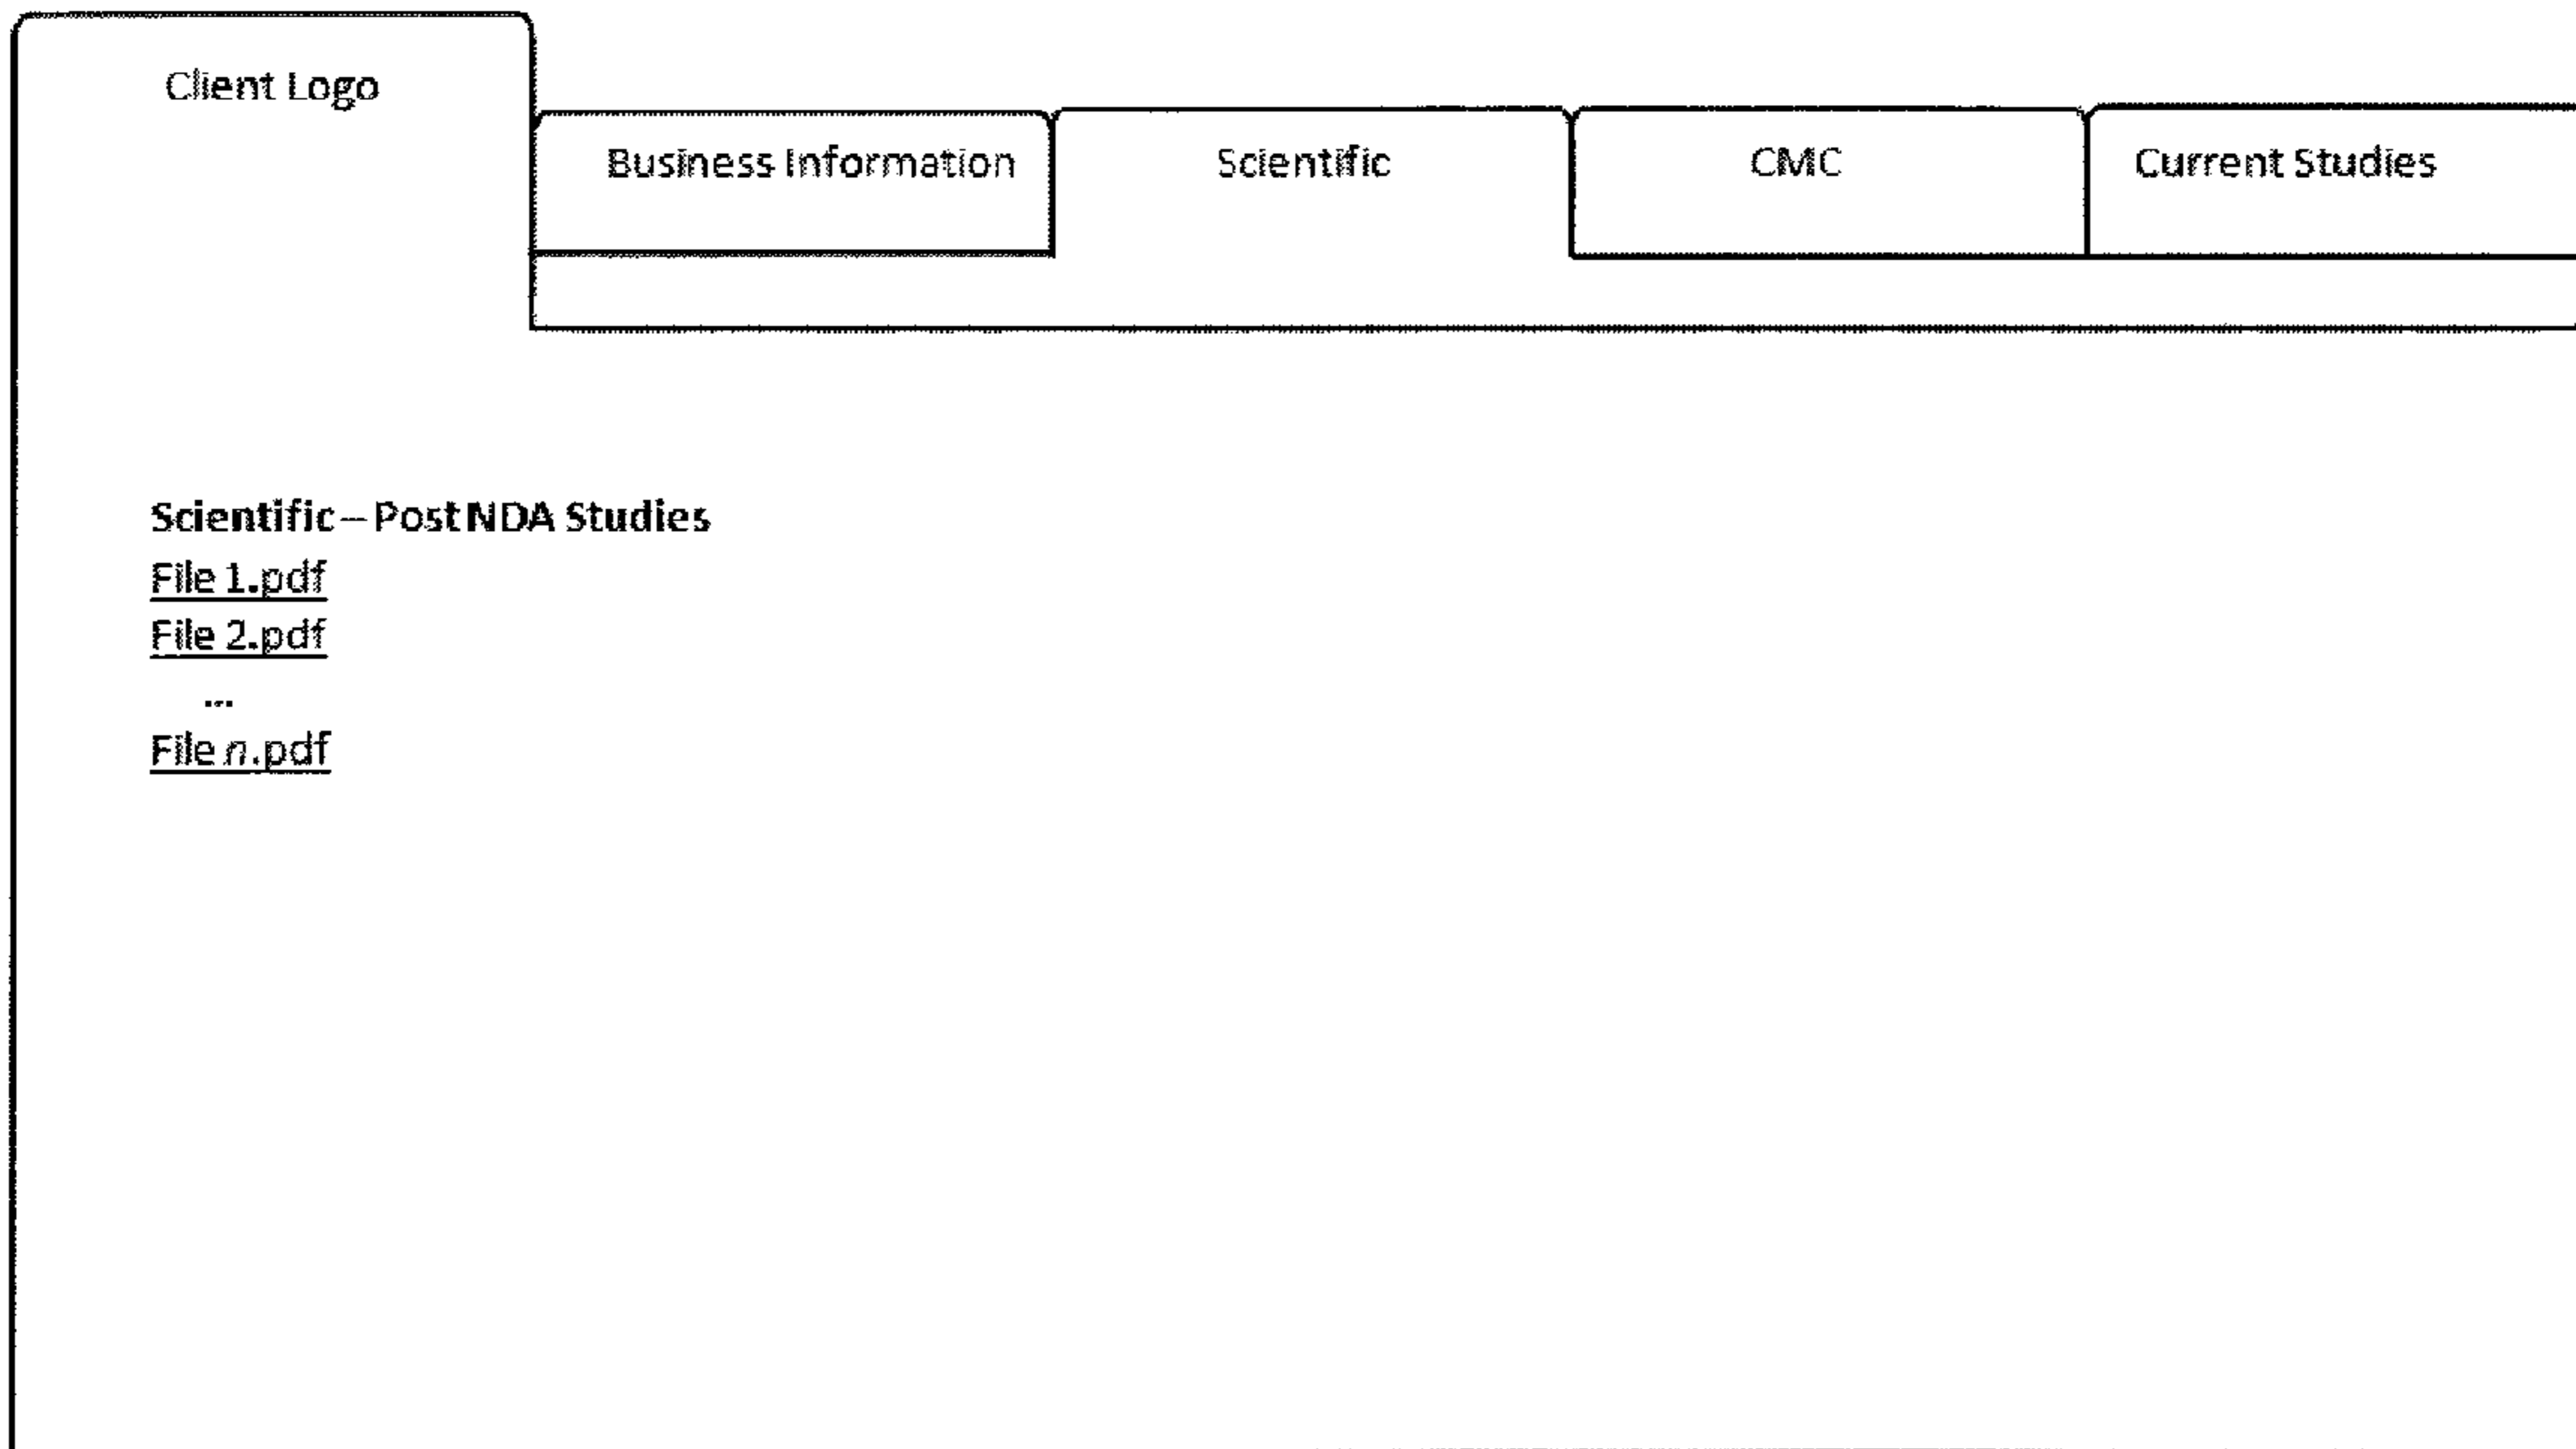 Client Logo
Business Information
Scientific
CMC
Current Studies
Scientific – Post NDA Studies
File 1.pdf
File 2.pdf
...
File n.pdf